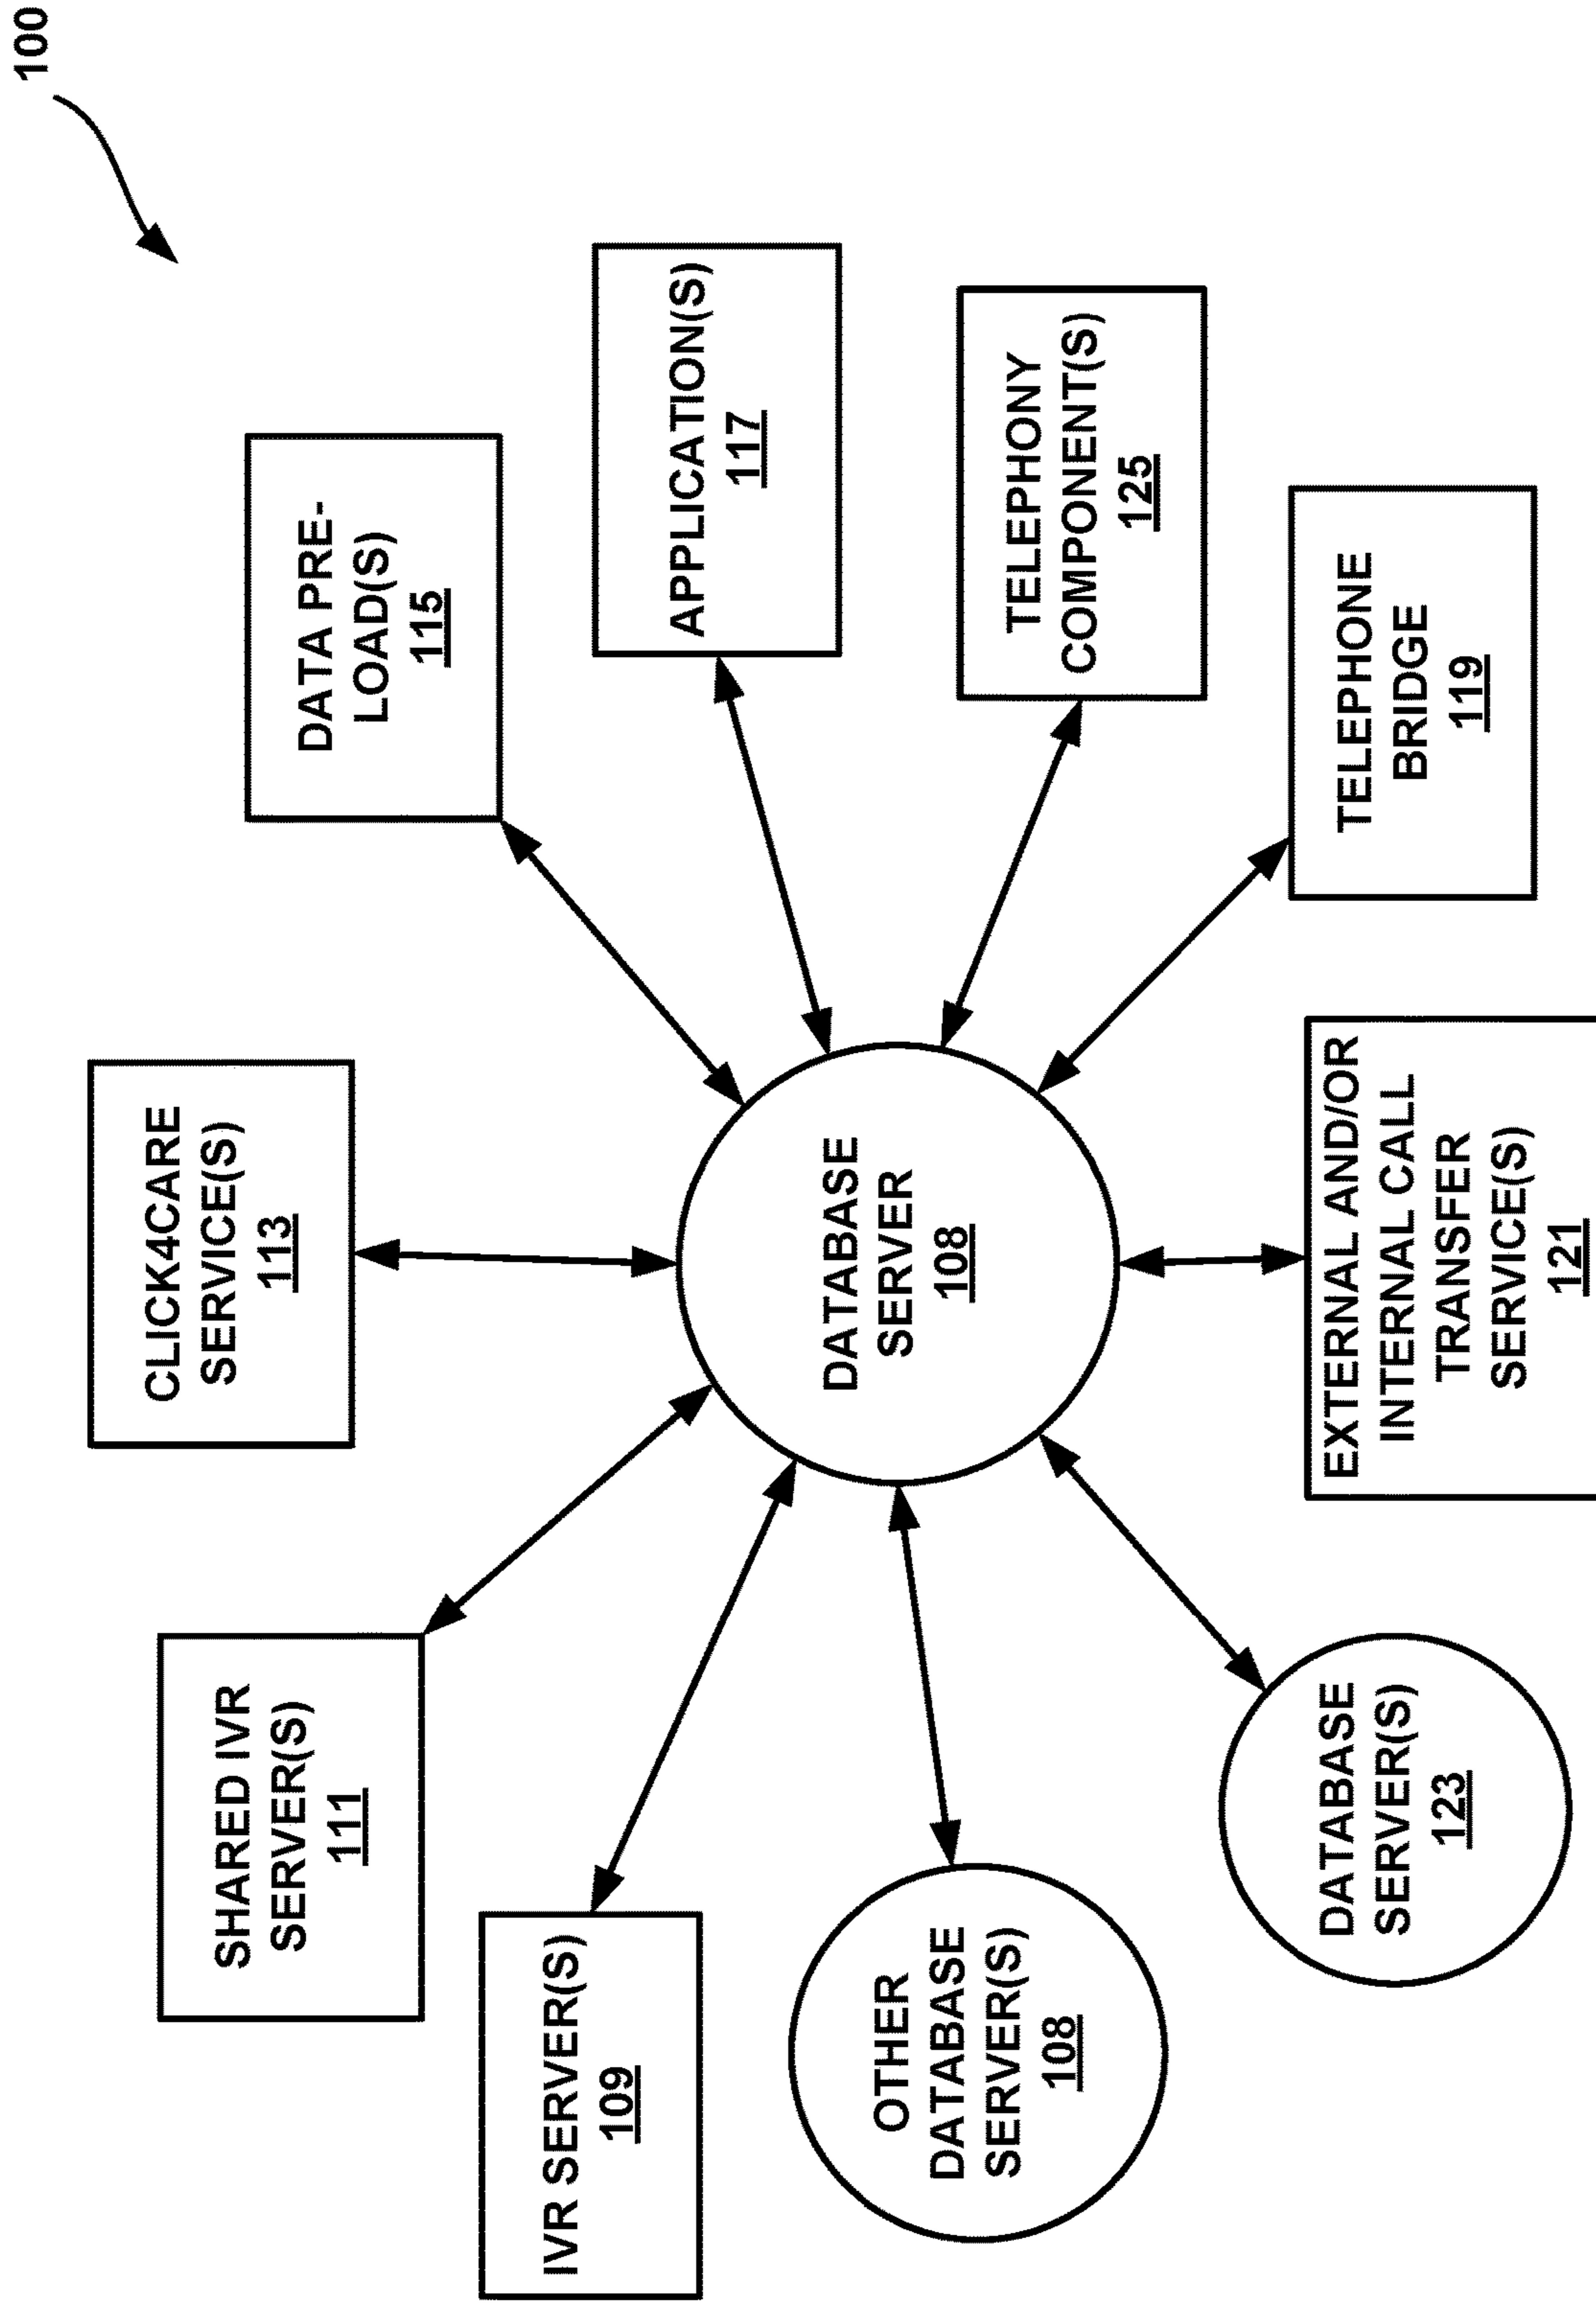 100
CLICK4CARE
SERVICE(S)
113
SHARED IVR
SERVER(S)
111
DATA PRE-
LOAD(S)
115
IVR SERVER(S)
109
APPLICATION(S)
117
DATABASE
SERVER
108
OTHER
DATABASE
SERVER(S)
108
TELEPHONY
COMPONENT(S)
125
DATABASE
SERVER(S)
123
EXTERNAL AND/OR
INTERNAL CALL
TRANSFER
SERVICE(S)
121
TELEPHONE
BRIDGE
119